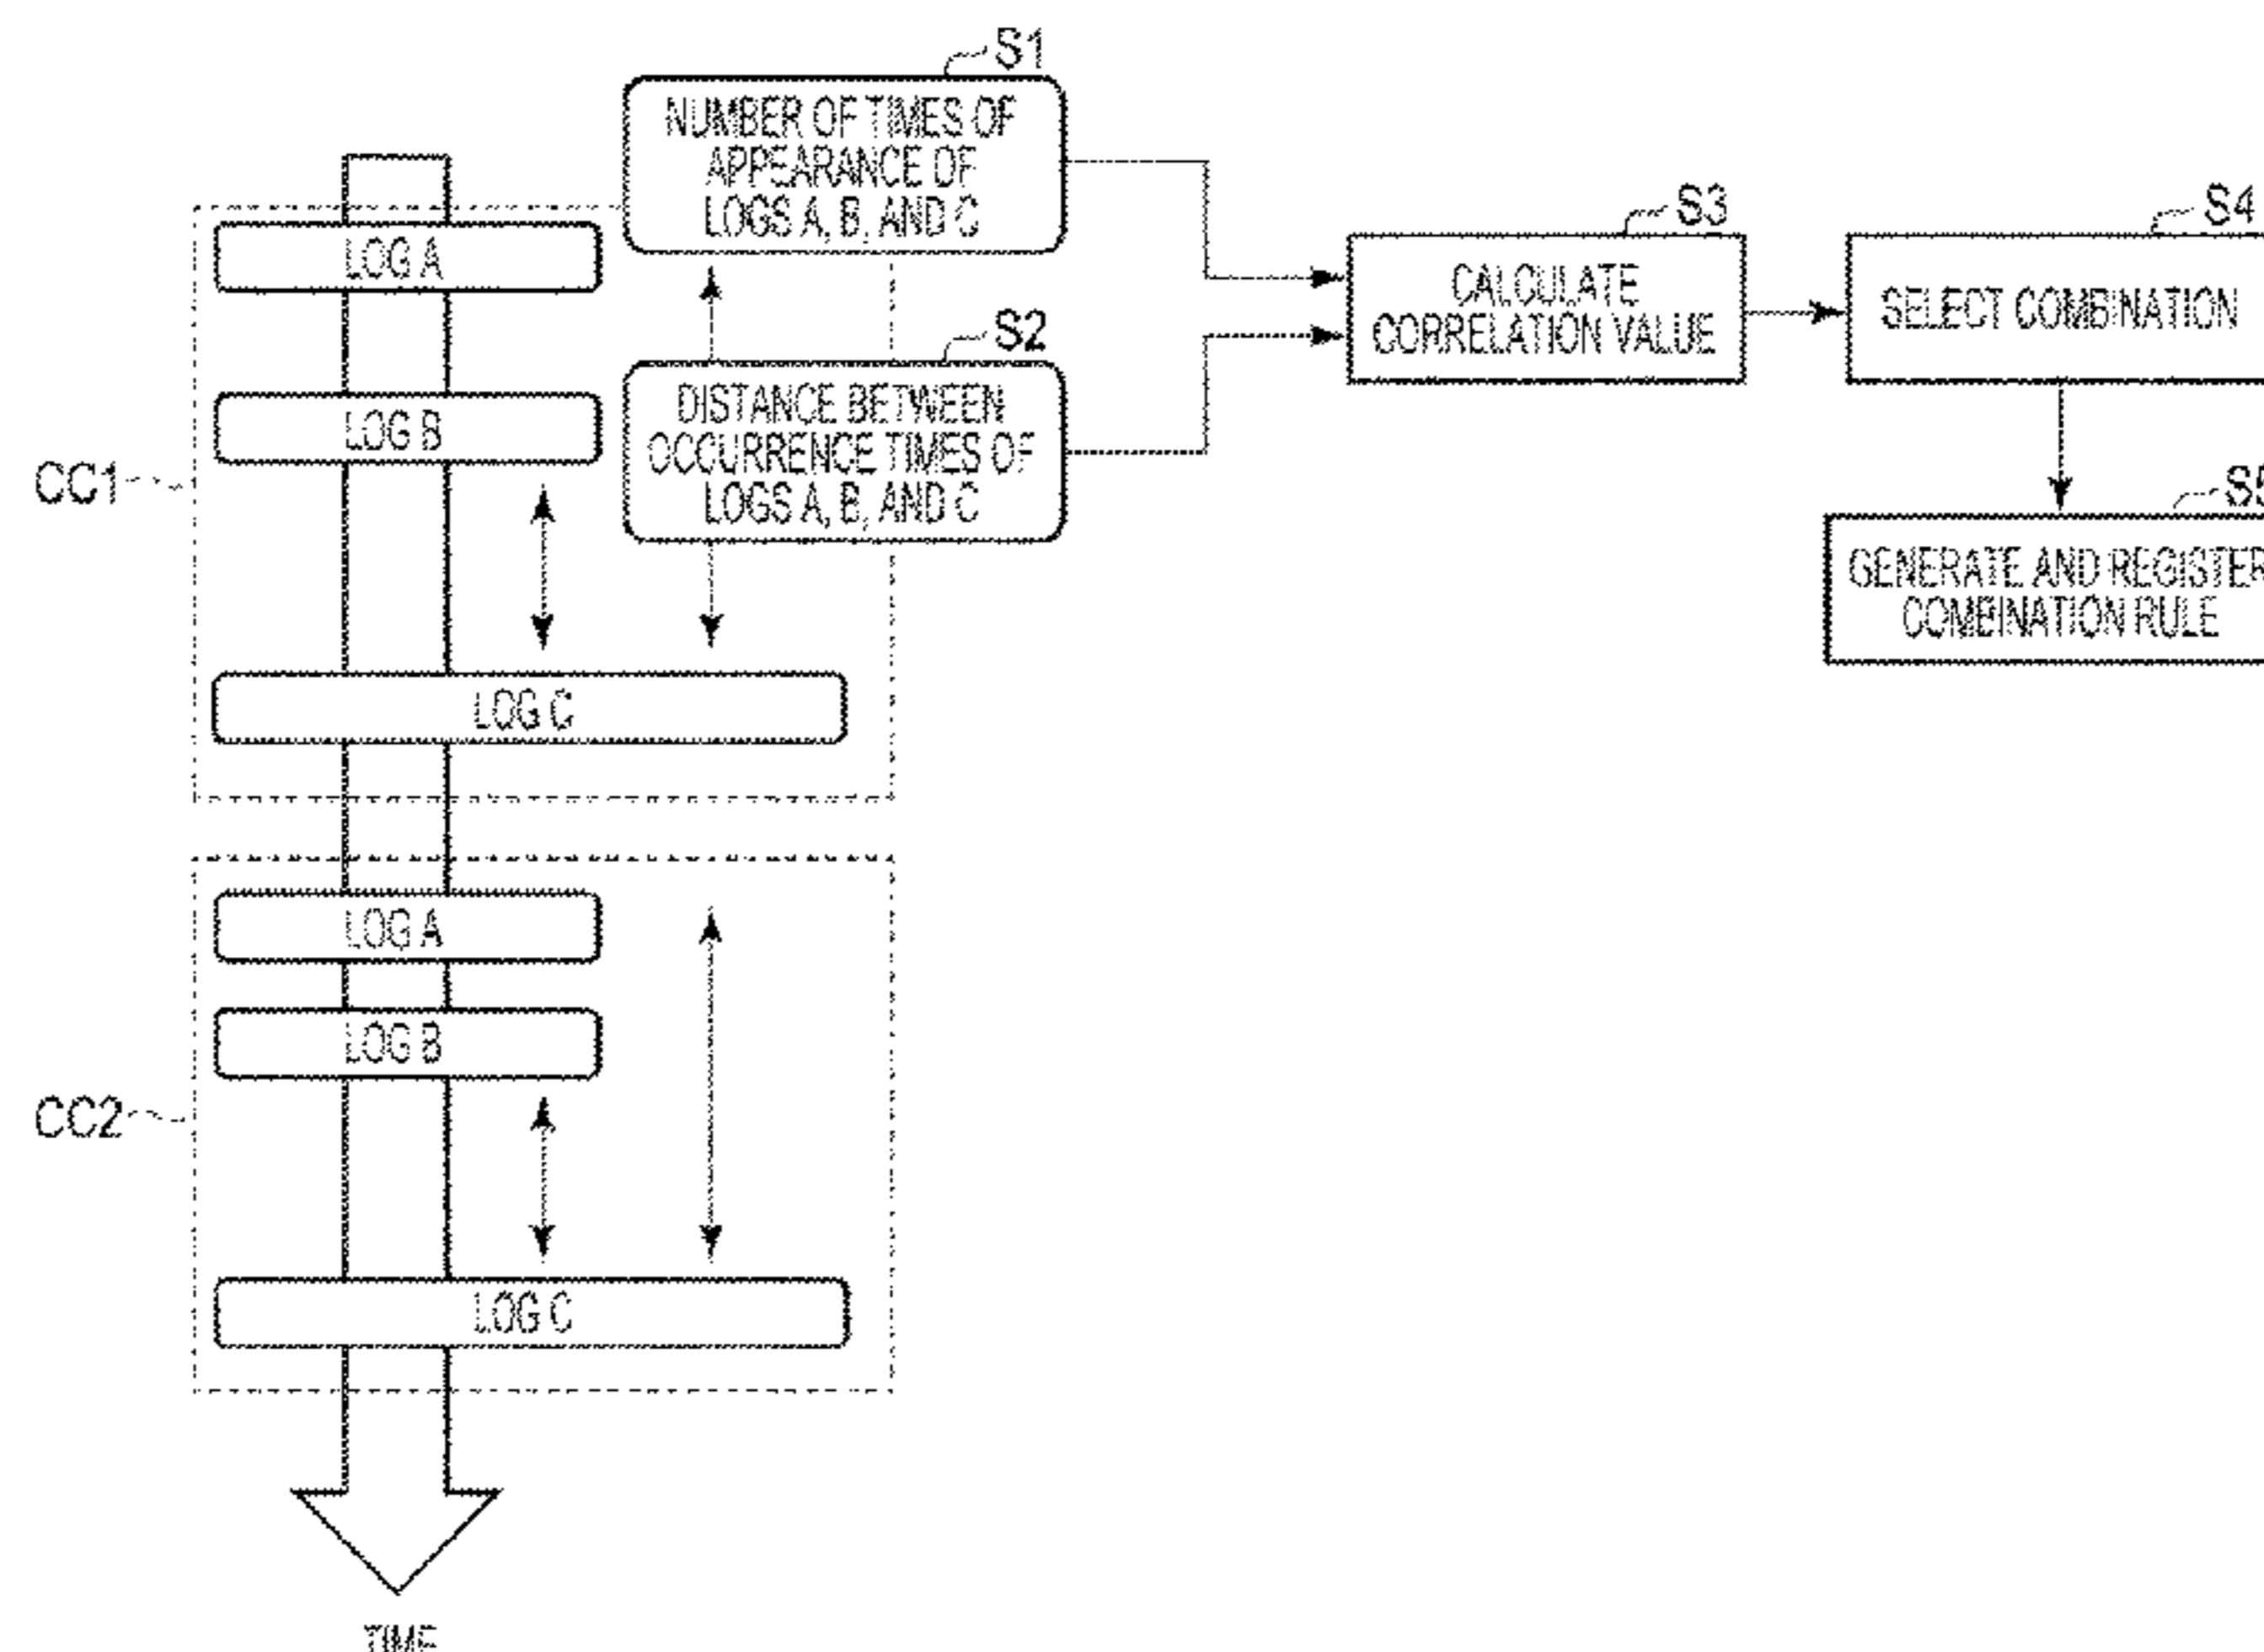 S1
NUMBER OF TIMES OF
APPEARANCE OF
LOGS A, B, AND C
S3
S4
LOG A
CALCULATE
CORRELATION VALUE
SELECT COMBINATION
S2
DISTANCE BETWEEN
OCCURRENCE TIMES OF
LOGS A, B, AND C
LOG B
CC1
S5
GENERATE AND REGISTER
COMBINATION RULE
LOG C
LOG A
LOG B
CC2
LOG C
TIME